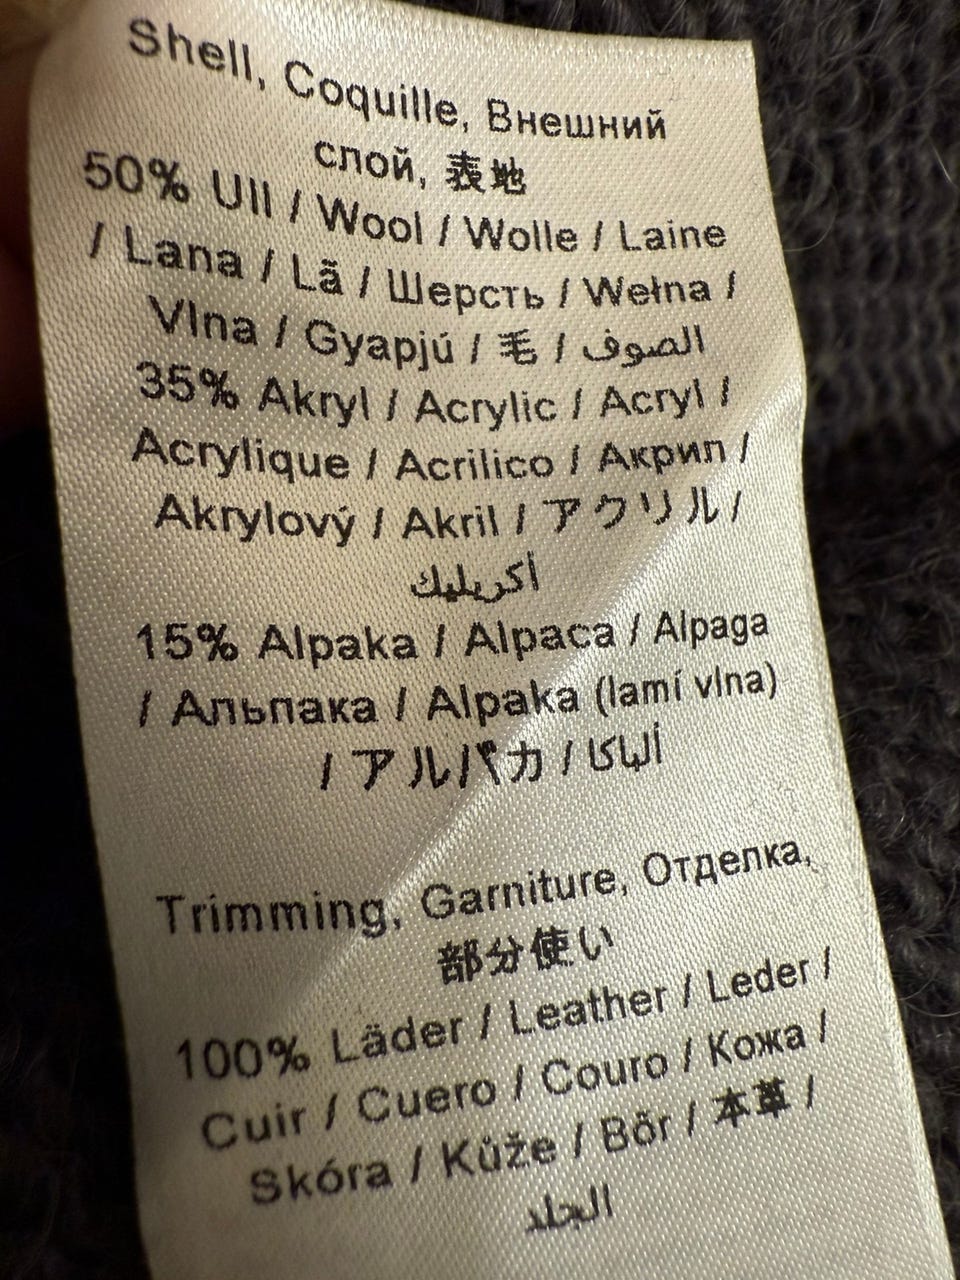 Shell, Coquille, Внешний
слой, 表地
50% Ull / Wool / Wolle / Laine
/ Lana / Lã / Шерсть / Wełna /
Vlna / Gyapjú / 毛 / الصوف
35% Akryl / Acrylic / Acryl /
Acrylique / Acrilico / Акрил /
Akrylový / Akril / アクリル /
أكريليك
15% Alpaka / Alpaca / Alpaga
/ Альпака / Alpaka (lamí vlna)
/ アルパカ / ألباكا
Trimming, Garniture, Отделка,
部分使い
100% Läder / Leather / Leder /
Cuir / Cuero / Couro / Кожа /
Skóra / Kůže / Bőr / 本革 /
الجلد